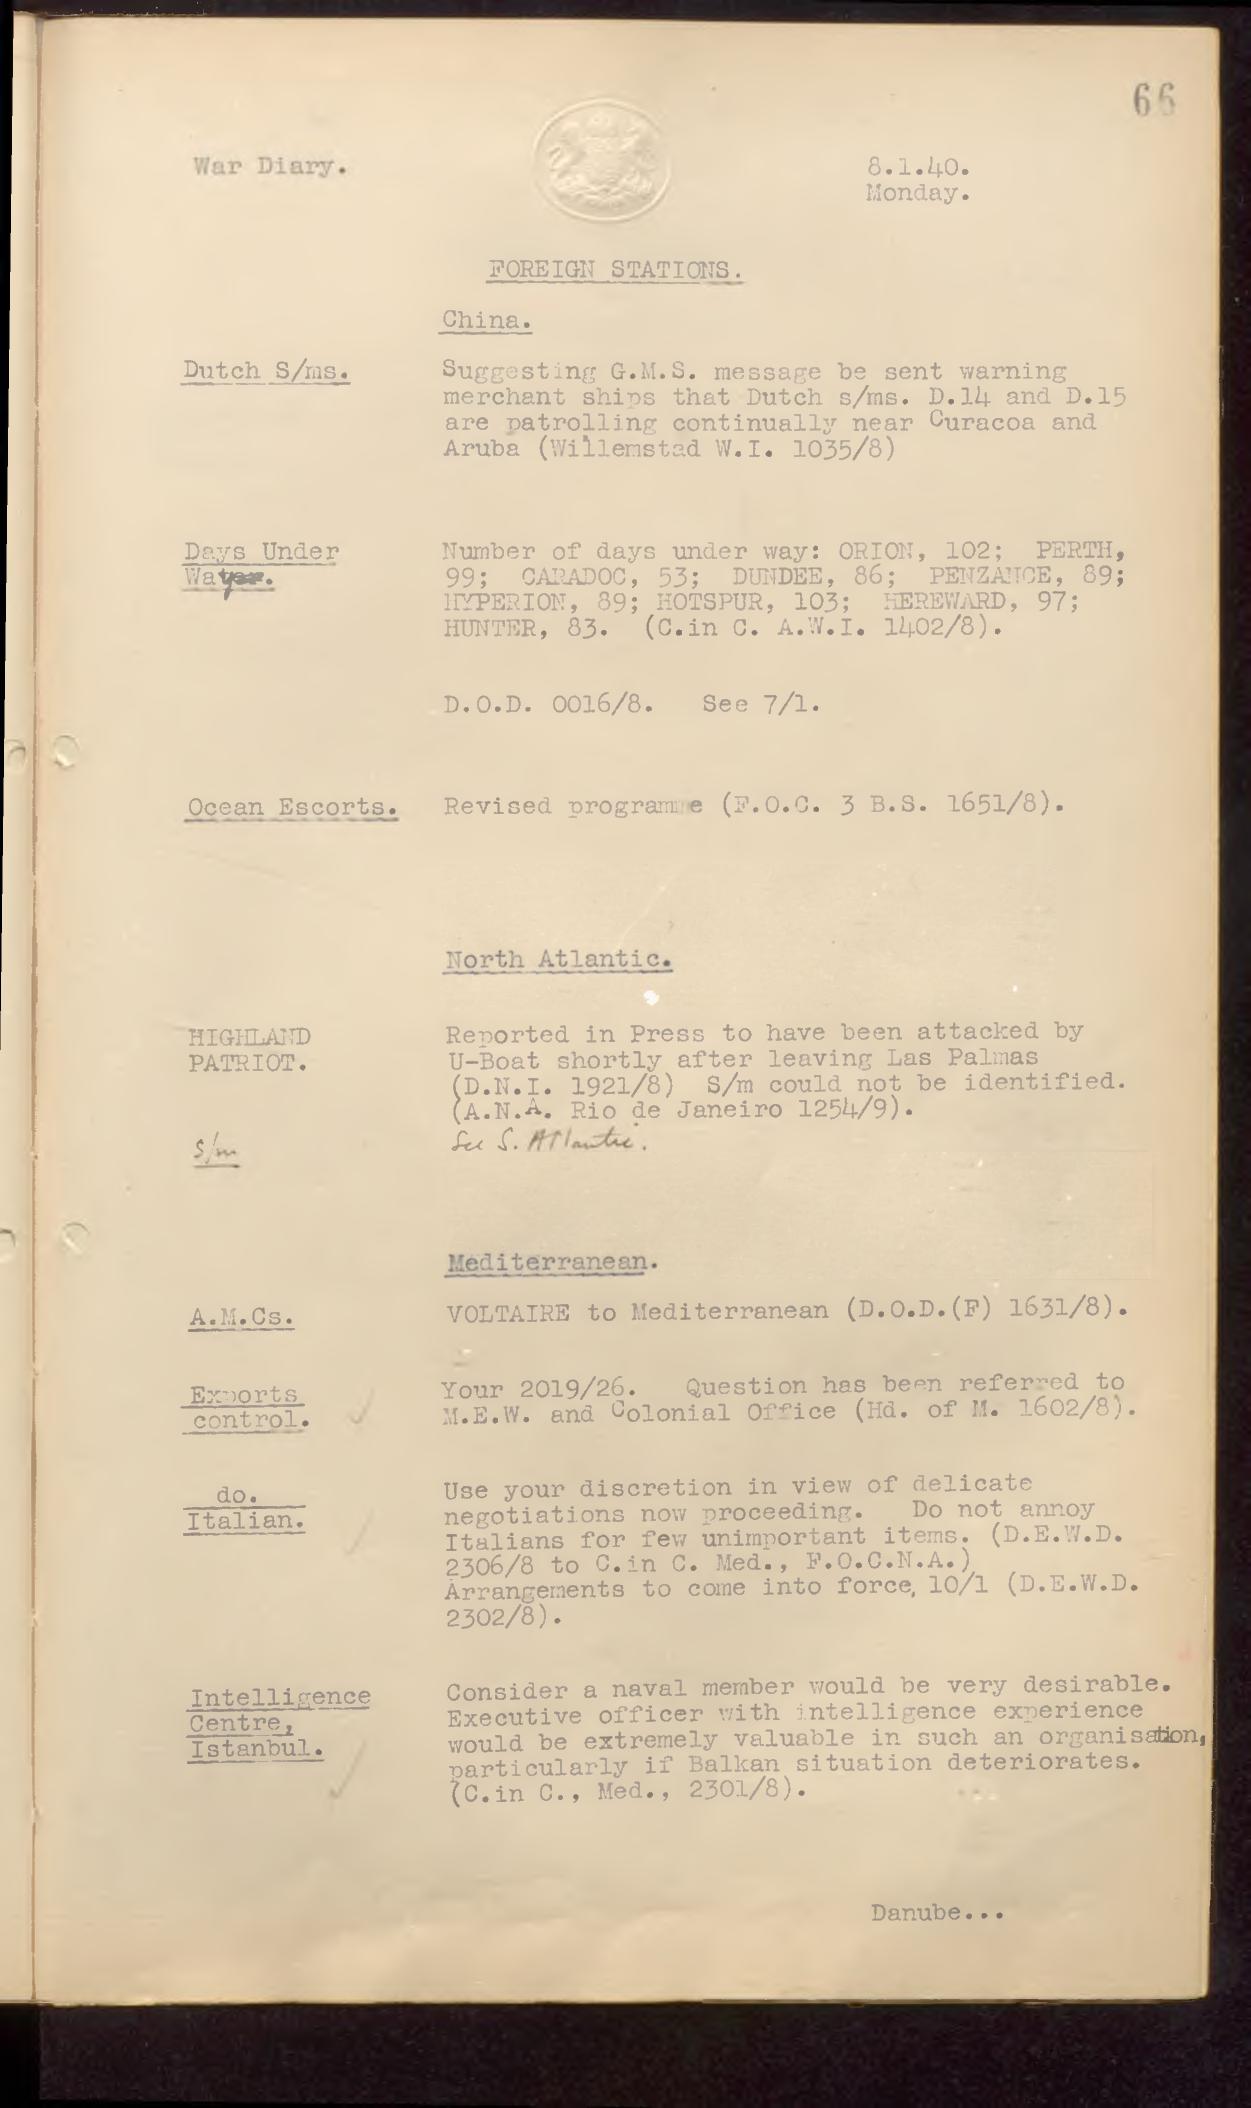 66
War Diary.
8.1.40.
Monday.
FOREIGN STATIONS.
China.
Dutch S/ms.
Suggesting G.M.S. message be sent warning
merchant ships that Dutch s/ms. D.14 and D.15
are patrolling continually near Curacoa and
Aruba (Willemstad W.I. 1035/8)
Days Under
Way.
Number of days under way: ORION, 102; PERTH,
99; CARADOC, 53; DUNDEE, 86; PENZANCE, 89;
HYPERION, 89; HOTSPUR, 103; HEREWARD, 97;
HUNTER, 83. (C.in C. A.W.I. 1402/8).
D.O.D. 0016/8. See 7/1.
Ocean Escorts.
Revised programme (F.O.C. 3 B.S. 1651/8).
North Atlantic.
HIGHLAND
PATRIOT.
Reported in Press to have been attacked by
U-Boat shortly after leaving Las Palmas
(D.N.I. 1921/8) S/m could not be identified.
(A.N.A. Rio de Janeiro 1254/9).
S/m
See S. Atlantic.
Mediterranean.
A.M.Cs.
VOLTAIRE to Mediterranean (D.O.D.(F) 1631/8).
Exports
control.
Your 2019/26. Question has been referred to
M.E.W. and Colonial Office (Hd. of M. 1602/8).
do.
Italian.
Use your discretion in view of delicate
negotiations now proceeding. Do not annoy
Italians for few unimportant items. (D.E.W.D.
2306/8 to C.in C. Med., F.O.C.N.A.)
Arrangements to come into force, 10/1 (D.E.W.D.
2302/8).
Intelligence
Centre,
Istanbul.
Consider a naval member would be very desirable.
Executive officer with intelligence experience
would be extremely valuable in such an organisation,
particularly if Balkan situation deteriorates.
(C.in C., Med., 2301/8).
Danube...